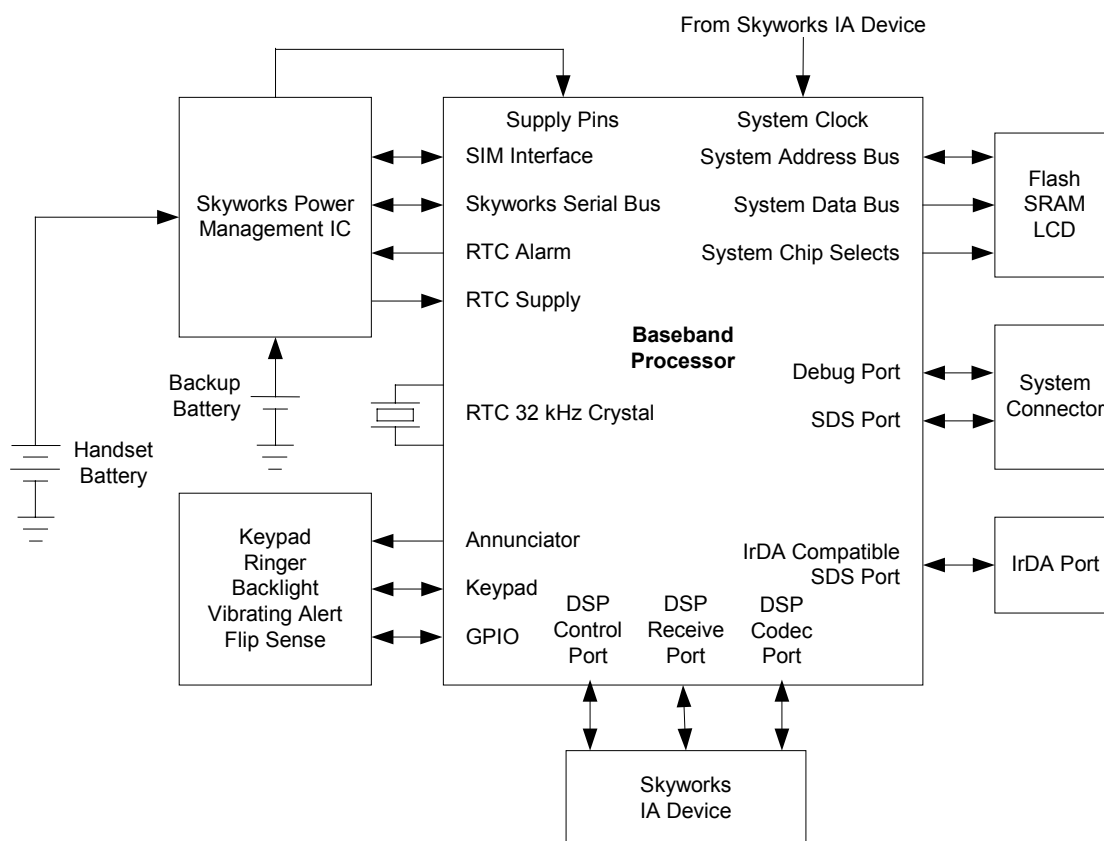 From Skyworks IA Device
Supply Pins
System Clock
SIM Interface
System Address Bus
Skyworks Power
Management IC
Skyworks Serial Bus
System Data Bus
Flash
SRAM
LCD
RTC Alarm
System Chip Selects
RTC Supply
Baseband
Processor
Backup
Battery
Debug Port
System
Connector
RTC 32 kHz Crystal
SDS Port
Handset
Battery
Keypad
Ringer
Backlight
Vibrating Alert
Flip Sense
Annunciator
Keypad
GPIO
IrDA Compatible
SDS Port
IrDA Port
DSP
Control
Port
DSP
Receive
Port
DSP
Codec
Port
Skyworks
IA Device